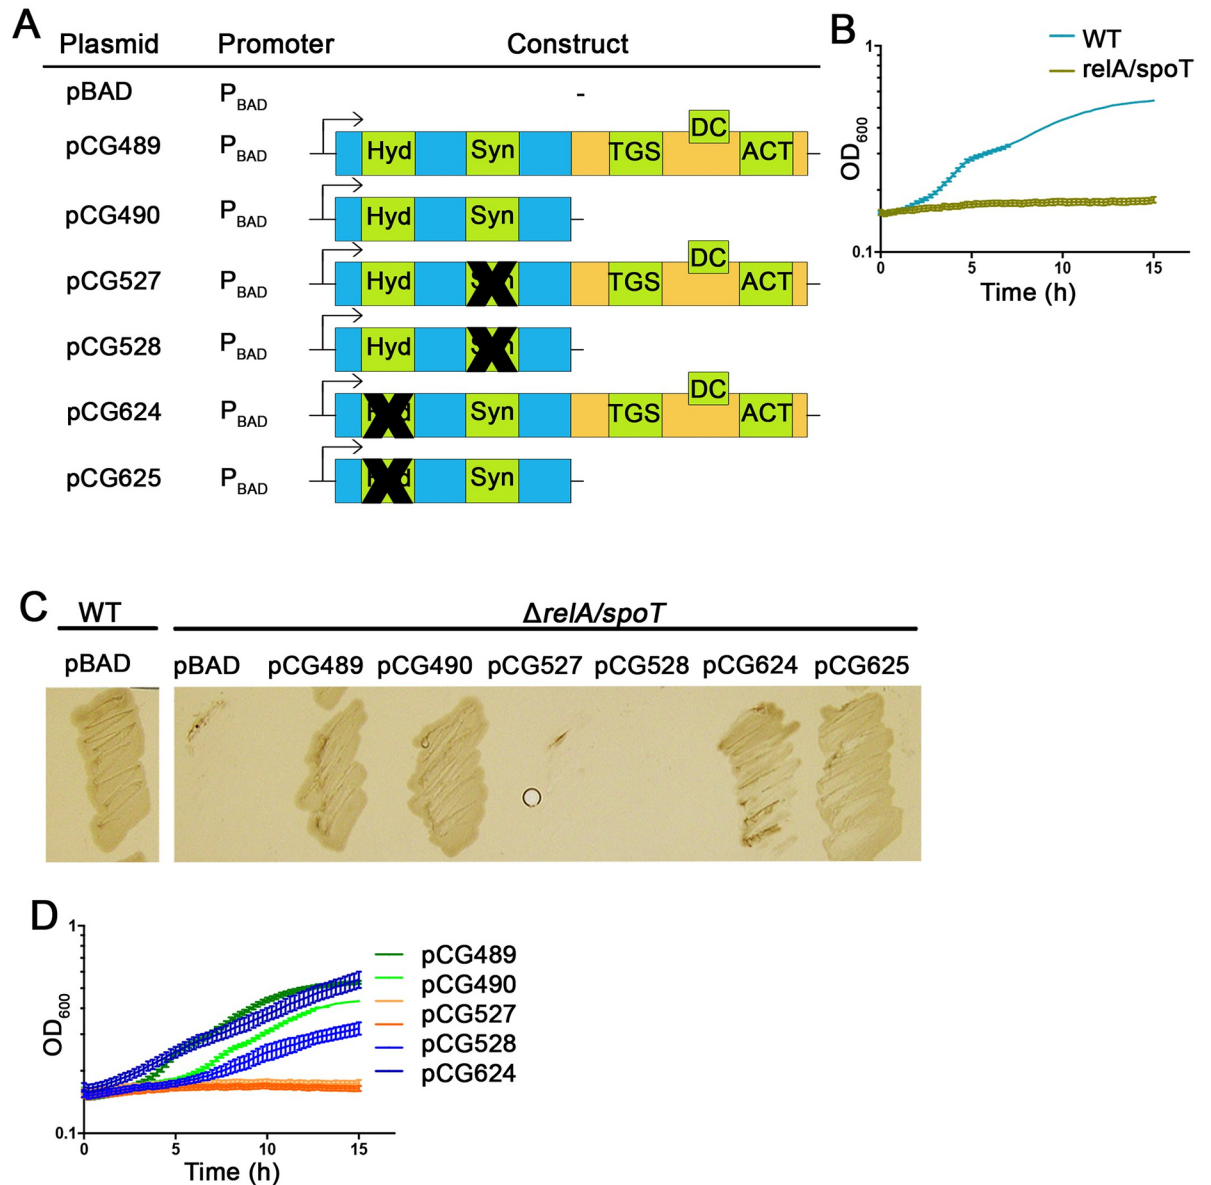 A
Plasmid Promoter Construct
pBAD PBAD -
pCG489 PBAD Hyd Syn TGS DC ACT
pCG490 PBAD Hyd Syn
pCG527 PBAD Hyd TGS DC ACT
pCG528 PBAD Hyd
pCG624 PBAD Syn TGS DC ACT
pCG625 PBAD Syn
B
WT
relA/spoT
1
OD600
0.1
0 5 10 15
Time (h)
C
WT ΔrelA/spoT
pBAD pBAD pCG489 pCG490 pCG527 pCG528 pCG624 pCG625
D
1
OD600
0.1
0 5 10 15
Time (h)
pCG489
pCG490
pCG527
pCG528
pCG624